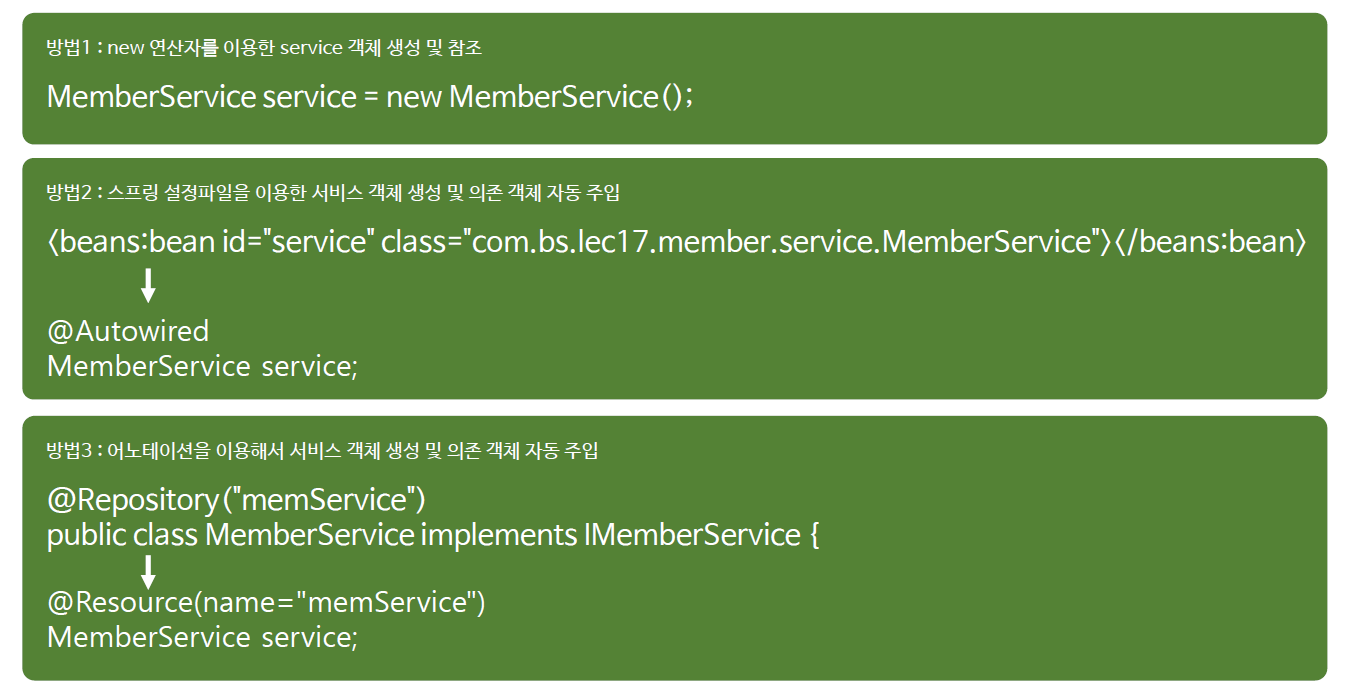 방법1 : new 연산자를 이용한 service 객체 생성 및 참조
MemberService service = new MemberService();
방법2 : 스프링 설정파일을 이용한 서비스 객체 생성 및 의존 객체 자동 주입
<beans:bean id="service" class="com.bs.lec17.member.service.MemberService"></beans:bean>
@Autowired
MemberService service;
방법3 : 어노테이션을 이용해서 서비스 객체 생성 및 의존 객체 자동 주입
@Repository("memService")
public class MemberService implements IMemberService {
@Resource(name="memService")
MemberService service;